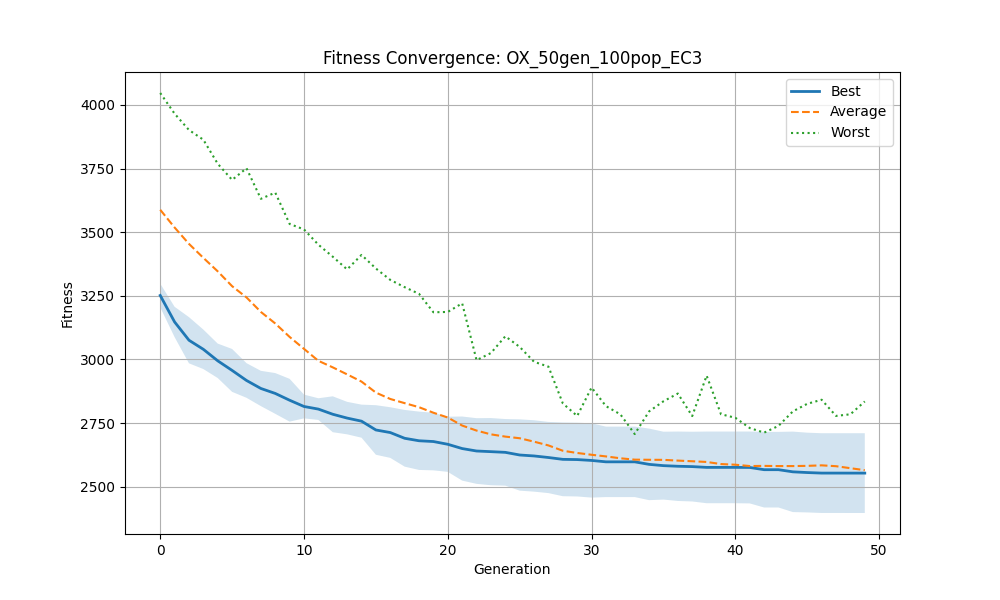 Fitness Convergence: OX_50gen_100pop_EC3
Best
Average
Worst
4000
3750
3500
3250
3000
2750
2500
Fitness
0 10 20 30 40 50
Generation